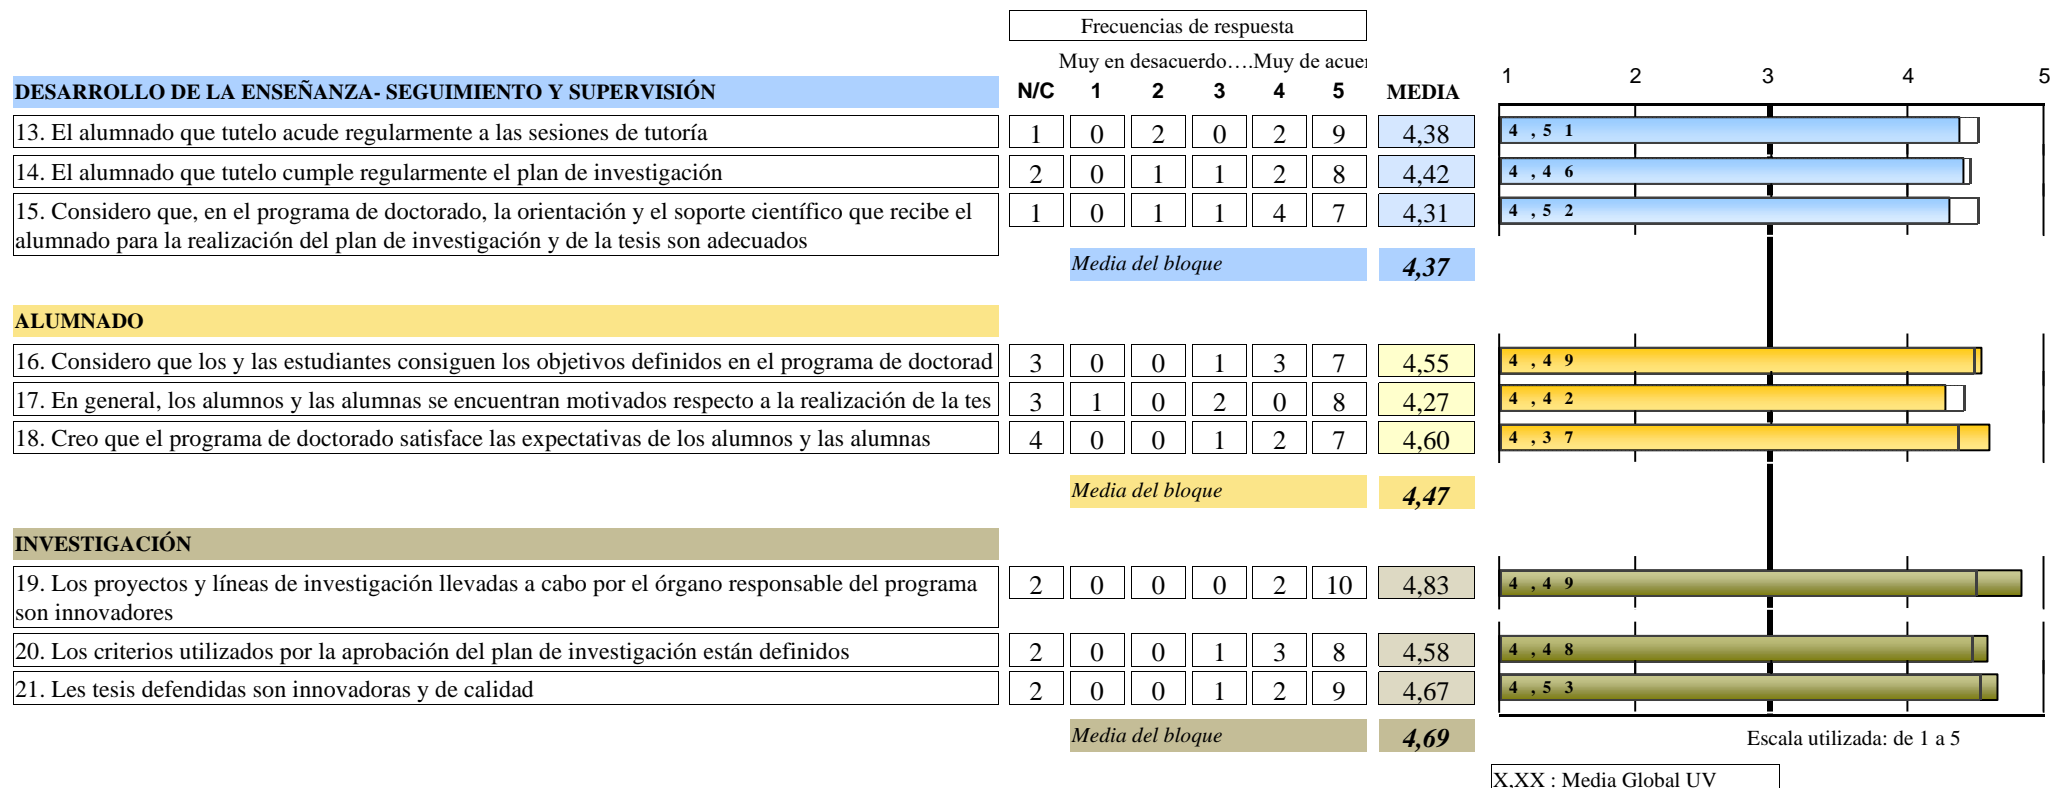 Frecuencias de respuesta
Muy en desacuerdo….Muy de acuer
DESARROLLO DE LA ENSEÑANZA- SEGUIMIENTO Y SUPERVISIÓN N/C 1 2 3 4 5 MEDIA 1 2 3 4 5
13. El alumnado que tutelo acude regularmente a las sesiones de tutoría 1 0 2 0 2 9 4,38 4,51
14. El alumnado que tutelo cumple regularmente el plan de investigación 2 0 1 1 2 8 4,42 4,46
15. Considero que, en el programa de doctorado, la orientación y el soporte científico que recibe el 1 0 1 1 4 7 4,31 4,52
alumnado para la realización del plan de investigación y de la tesis son adecuados
Media del bloque 4,37
ALUMNADO
16. Considero que los y las estudiantes consiguen los objetivos definidos en el programa de doctorad 3 0 0 1 3 7 4,55 4,49
17. En general, los alumnos y las alumnas se encuentran motivados respecto a la realización de la tes 3 1 0 2 0 8 4,27 4,42
18. Creo que el programa de doctorado satisface las expectativas de los alumnos y las alumnas 4 0 0 1 2 7 4,60 4,37
Media del bloque 4,47
INVESTIGACIÓN
19. Los proyectos y líneas de investigación llevadas a cabo por el órgano responsable del programa 2 0 0 0 2 10 4,83 4,49
son innovadores
20. Los criterios utilizados por la aprobación del plan de investigación están definidos 2 0 0 1 3 8 4,58 4,48
21. Les tesis defendidas son innovadoras y de calidad 2 0 0 1 2 9 4,67 4,53
Media del bloque 4,69
Escala utilizada: de 1 a 5
X,XX : Media Global UV